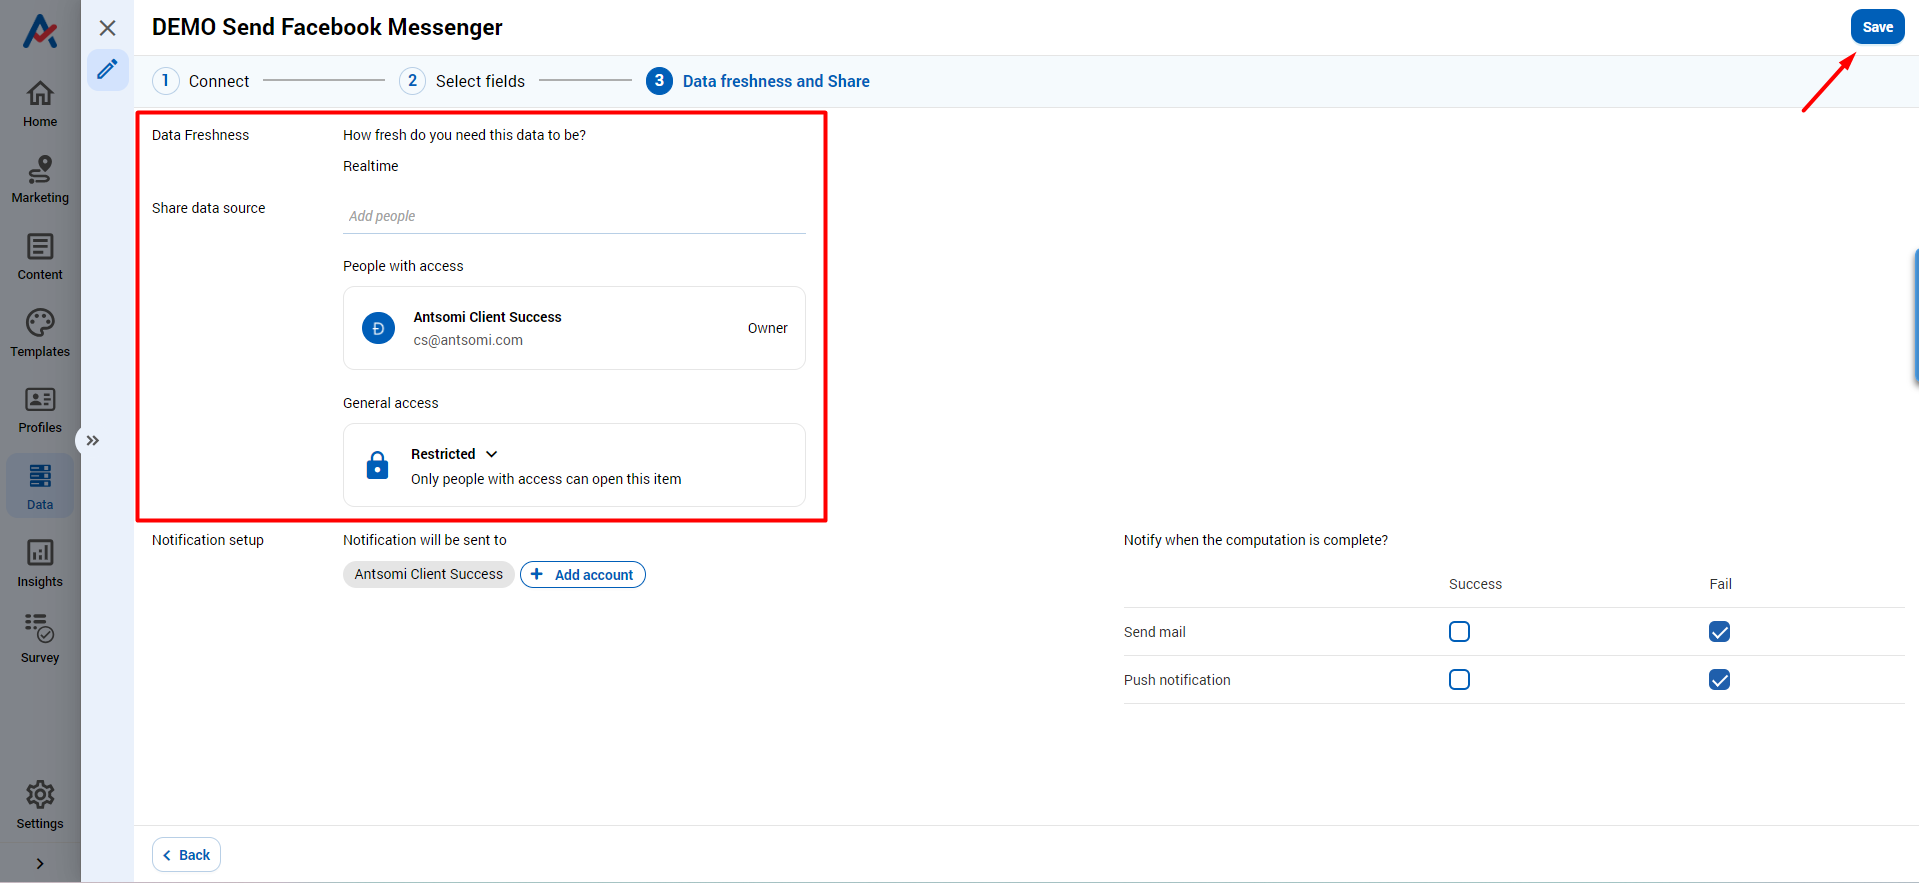 DEMO Send Facebook Messenger
Save
1 Connect
2 Select fields
3 Data freshness and Share
Home
Marketing
Content
Templates
Profiles
Data
Insights
Survey
Settings
Data Freshness
How fresh do you need this data to be?
Realtime
Share data source
Add people
People with access
Đ
Antsomi Client Success
cs@antsomi.com
Owner
General access
Restricted
Only people with access can open this item
Notification setup
Notification will be sent to
Antsomi Client Success
+ Add account
Notify when the computation is complete?
Success Fail
Send mail
Push notification
Back